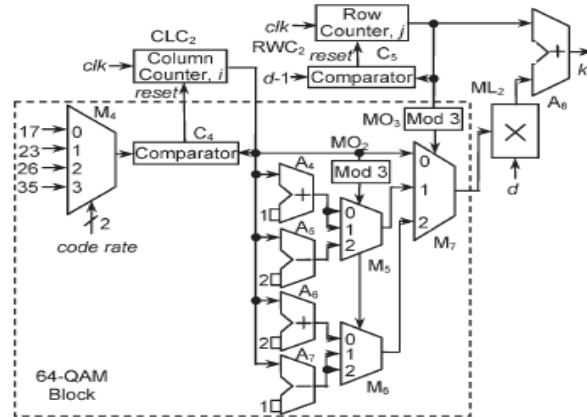 clk
CLC2
Column
Counter, i
reset
clk
Row
Counter, j
RWC2
reset
C5
d-1
Comparator
A8
k
ML2
d
MO3
Mod 3
M4
17
23
26
35
0
1
2
3
2
code rate
C4
Comparator
MO2
Mod 3
A4
1
A5
2
A6
2
A7
1
0
1
2
M5
0
1
2
M6
0
1
2
M7
64-QAM
Block